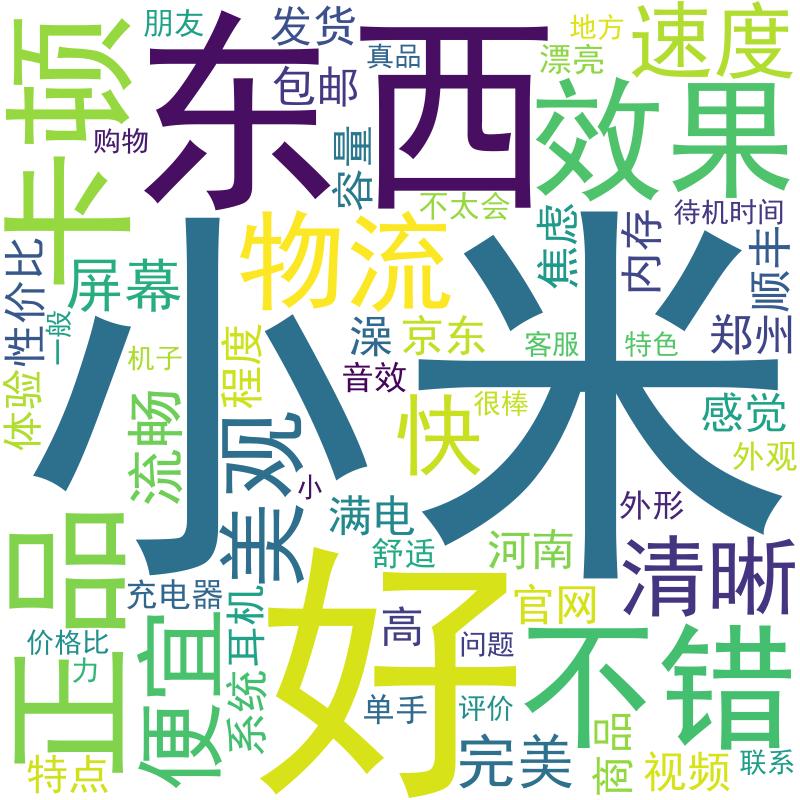 朋友
发货
地方
速度
东西
真品
漂亮
卡顿
包邮
效果
购物
容量
不太会
焦虑
内存
待机时间
顺丰
小米
物流
性价比
屏幕
一般
程度
澡
京东
客服
特色
郑州
机子
音效
体验
流畅
快
很棒
感觉
外观
美观
小
满电
外形
正品
舒适
河南
清晰
好
充电器
官网
不错
便宜
耳机
高
问题
价格比
力
系统
单手
评价
完美
商品
视频
联系
特点